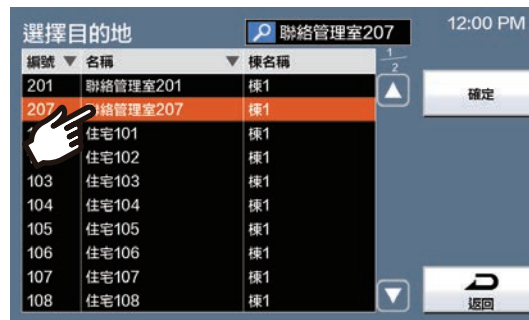 選擇目的地 聯絡管理室207 12:00 PM
編號 ▼ 名稱 ▼ 棟名稱 1/2
201 聯絡管理室201 棟1
207 聯絡管理室207 棟1
確定
住宅101 棟1
住宅102 棟1
103 住宅103 棟1
104 住宅104 棟1
105 住宅105 棟1
106 住宅106 棟1
107 住宅107 棟1
108 住宅108 棟1
返回